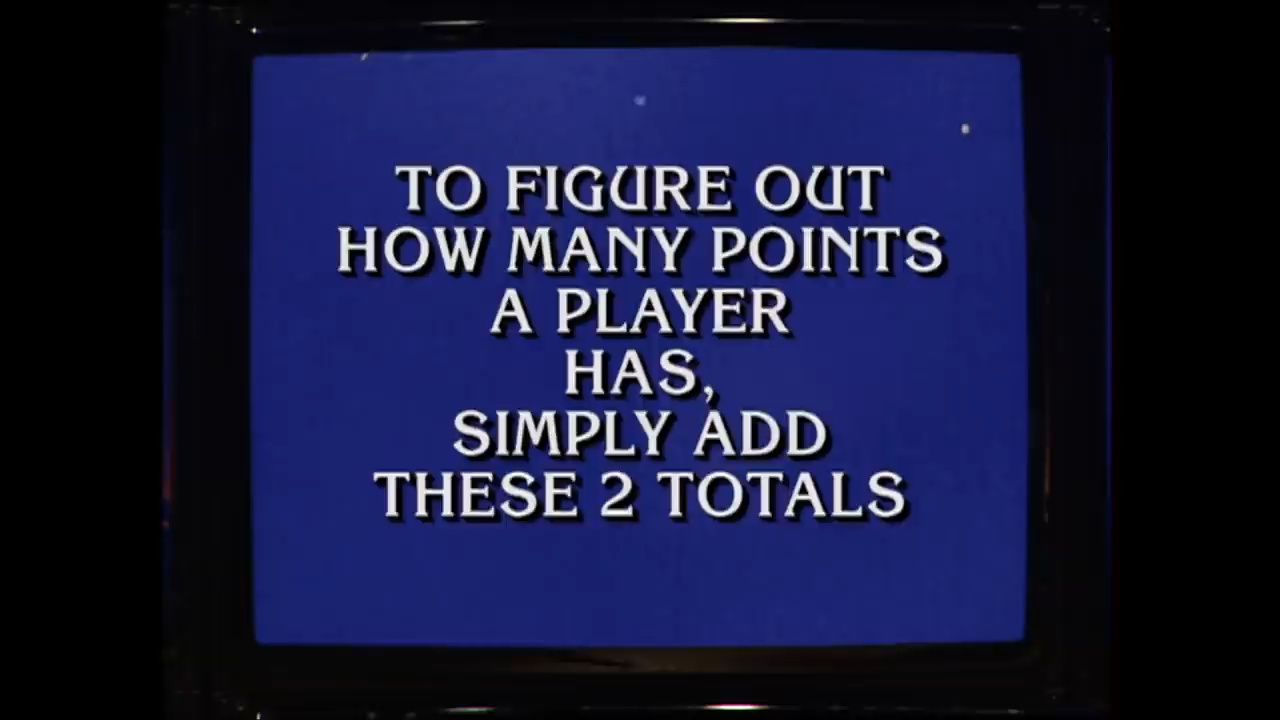 TO FIGURE OUT
HOW MANY POINTS
A PLAYER
HAS,
SIMPLY ADD
THESE 2 TOTALS